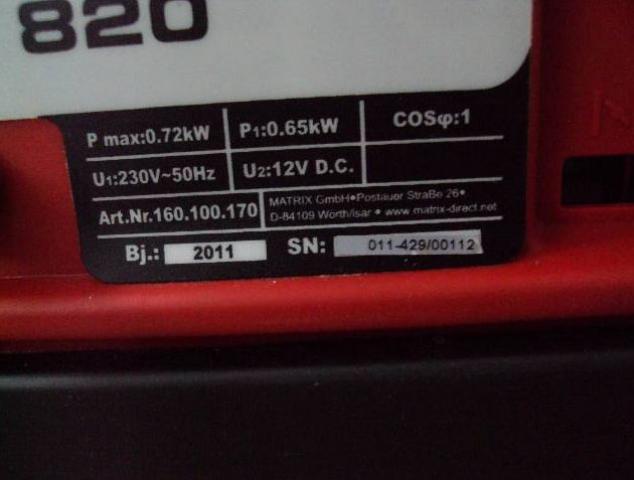 820
P max:0.72kW P1:0.65kW COSφ:1
U1:230V~50Hz U2:12V D.C.
Art.Nr.160.100.170 MATRIX GmbH•Postauer Straße 26•
D-84109 Wörth/Isar • www.matrix-direct.net
Bj.: 2011 SN: 011-429/00112